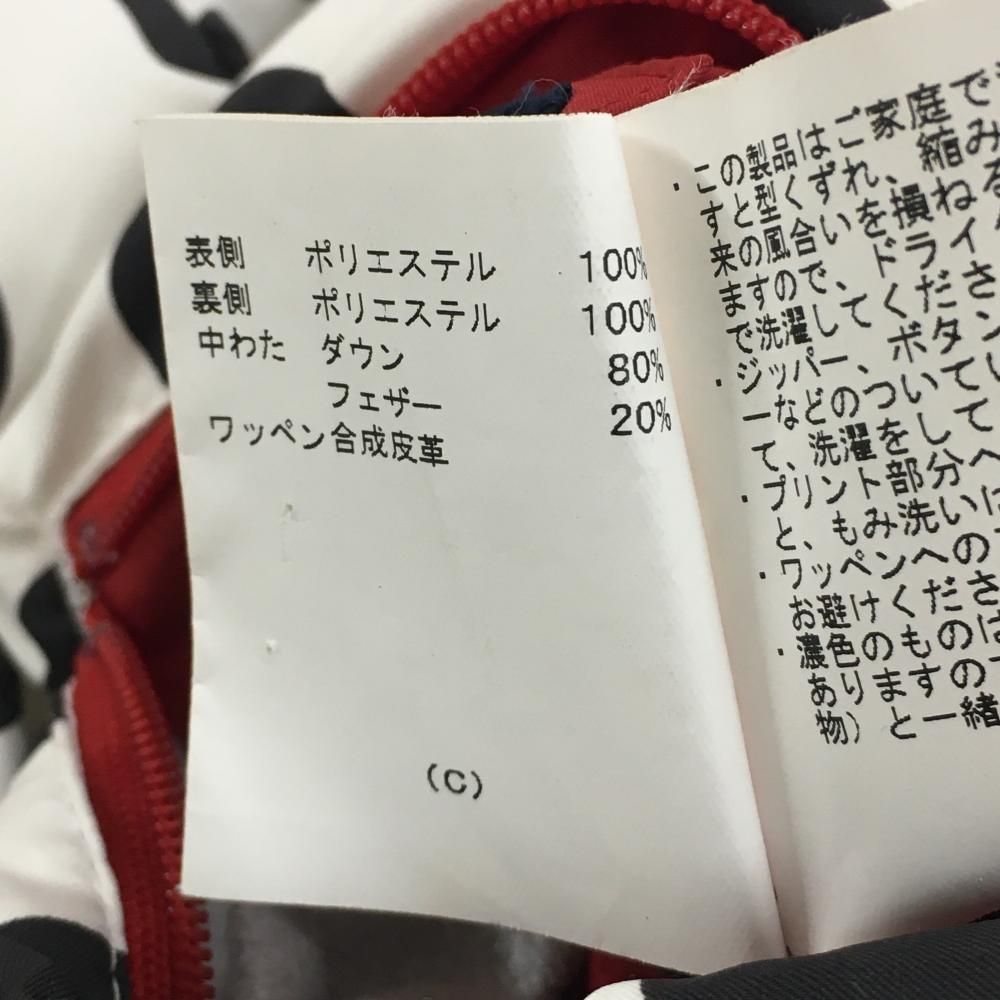 表側 ポリエステル 100%
裏側 ポリエステル 100%
中わた ダウン 80%
フェザー 20%
ワッペン合成皮革
(C)
・この製品はご家庭で
すと型くずれ、縮み
来の風合いを損ねる
ますので、ドライ
で洗濯してください
・ジッパー、ボタン
ーなどのついてい
て、洗濯をして
・プリント部分へ
と、もみ洗いは
・ワッペンへの
お避けくださ
・濃色のものは
あります
物)と一緒